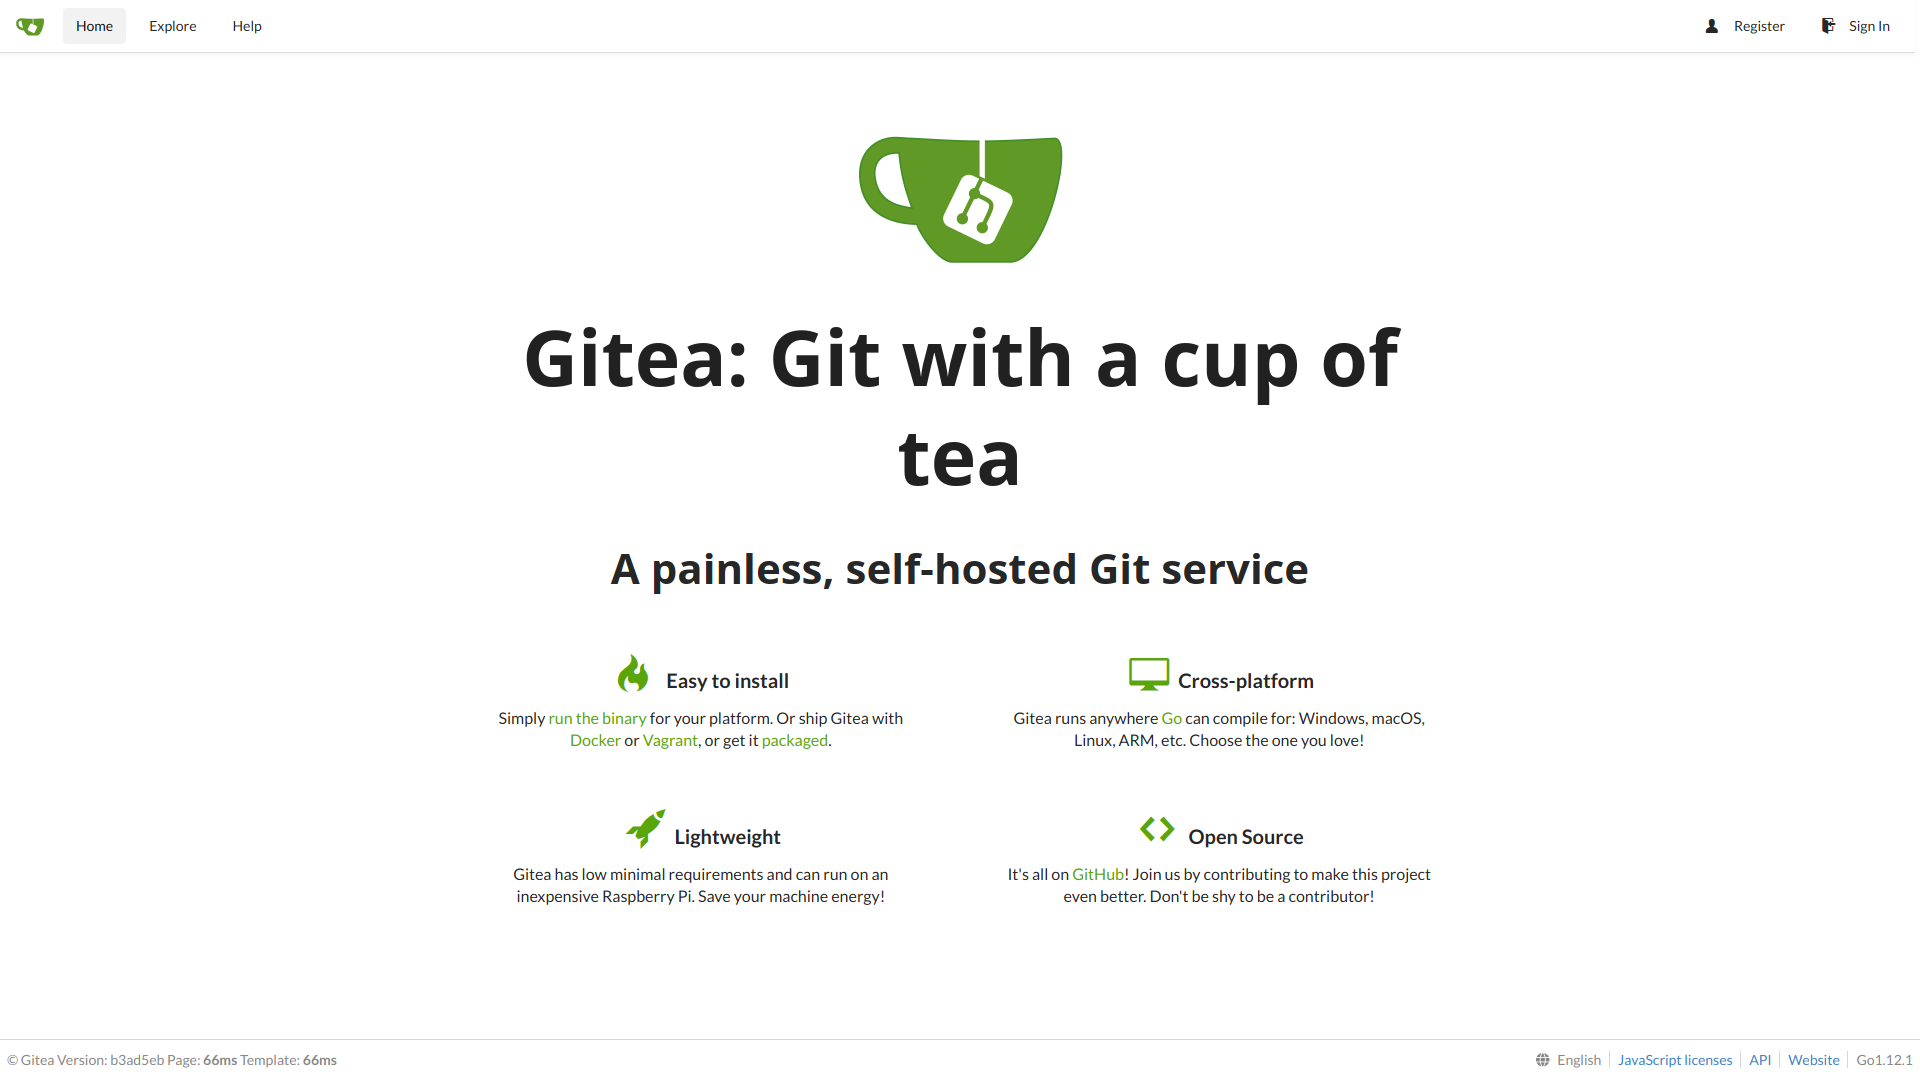 Home Explore Help Register Sign In
Gitea: Git with a cup of
tea
A painless, self-hosted Git service
Easy to install
Simply run the binary for your platform. Or ship Gitea with
Docker or Vagrant, or get it packaged.
Cross-platform
Gitea runs anywhere Go can compile for: Windows, macOS,
Linux, ARM, etc. Choose the one you love!
Lightweight
Gitea has low minimal requirements and can run on an
inexpensive Raspberry Pi. Save your machine energy!
Open Source
It's all on GitHub! Join us by contributing to make this project
even better. Don't be shy to be a contributor!
© Gitea Version: b3ad5eb Page: 66ms Template: 66ms English JavaScript licenses API Website Go1.12.1